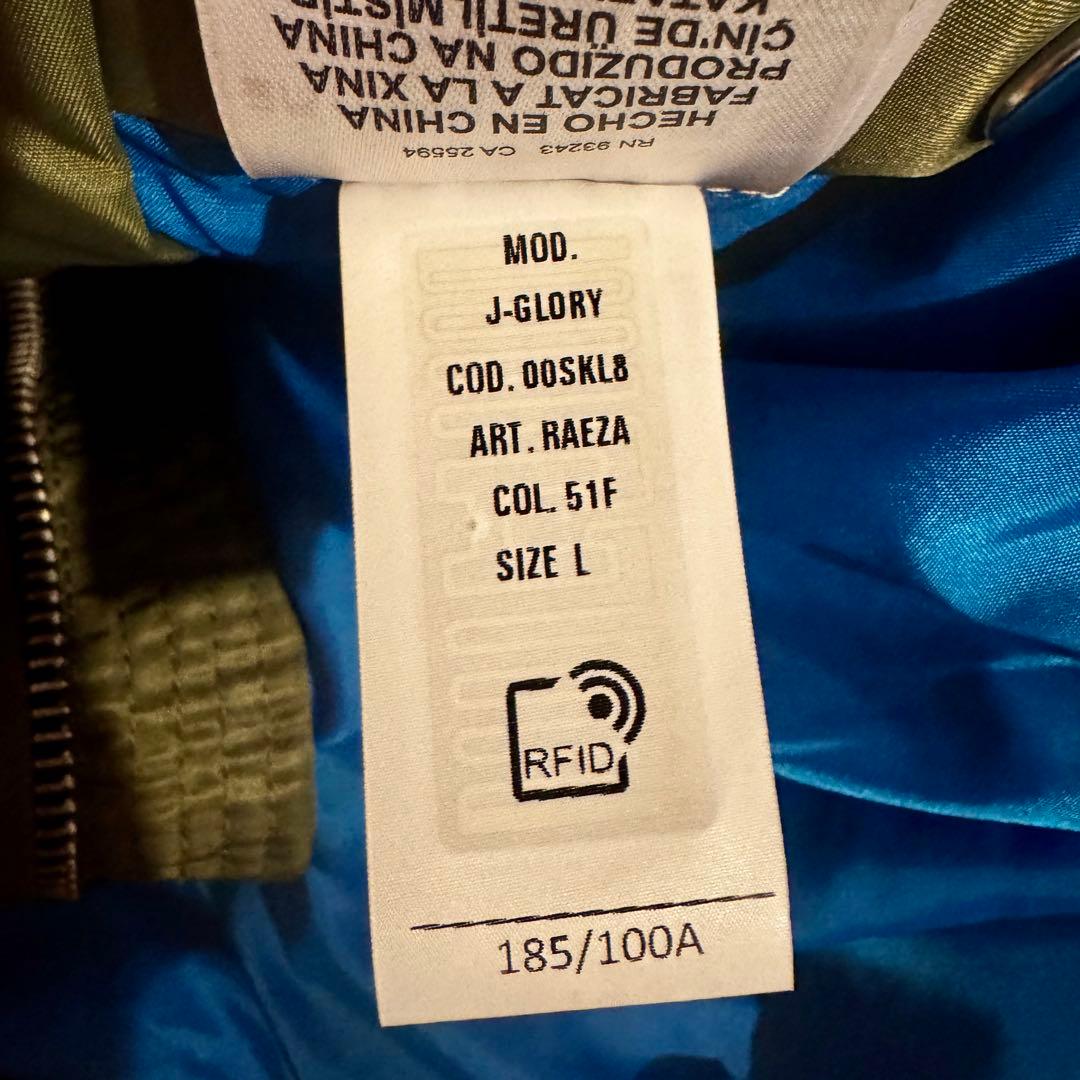 RN 93243 CA 25594
HECHO EN CHINA
FABRICAT A LA XINA
PRODUZIDO NA CHINA
ÇİN'DE ÜRETİLMİŞTİR
MOD.
J-GLORY
COD. 00SKL8
ART. RAEZA
COL. 51F
SIZE L
RFID
185/100A